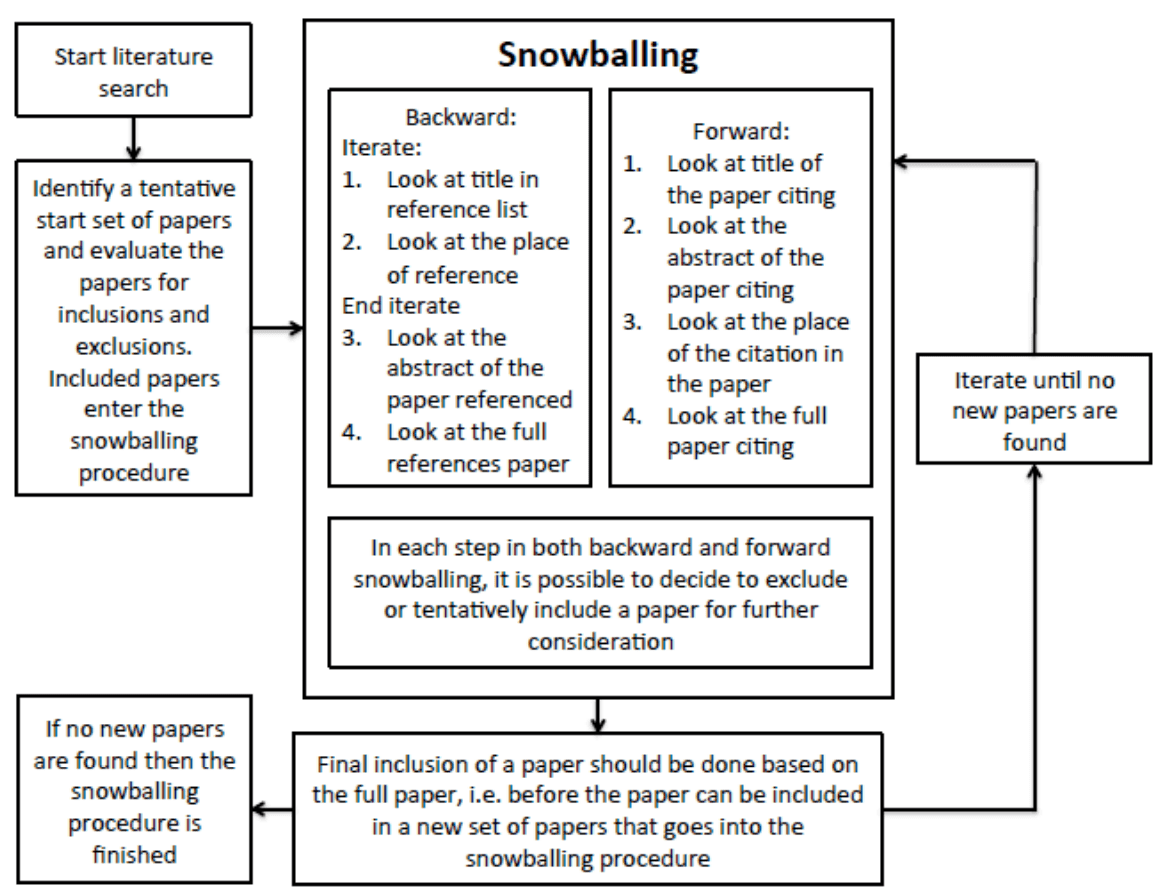 Start literature
search
Identify a tentative
start set of papers
and evaluate the
papers for
inclusions and
exclusions.
Included papers
enter the
snowballing
procedure
Snowballing
Backward:
Iterate:
1. Look at title in
reference list
2. Look at the place
of reference
End iterate
3. Look at the
abstract of the
paper referenced
4. Look at the full
references paper
Forward:
1. Look at title of
the paper citing
2. Look at the
abstract of the
paper citing
3. Look at the place
of the citation in
the paper
4. Look at the full
paper citing
In each step in both backward and forward
snowballing, it is possible to decide to exclude
or tentatively include a paper for further
consideration
Iterate until no
new papers are
found
Final inclusion of a paper should be done based on
the full paper, i.e. before the paper can be included
in a new set of papers that goes into the
snowballing procedure
If no new papers
are found then the
snowballing
procedure is
finished